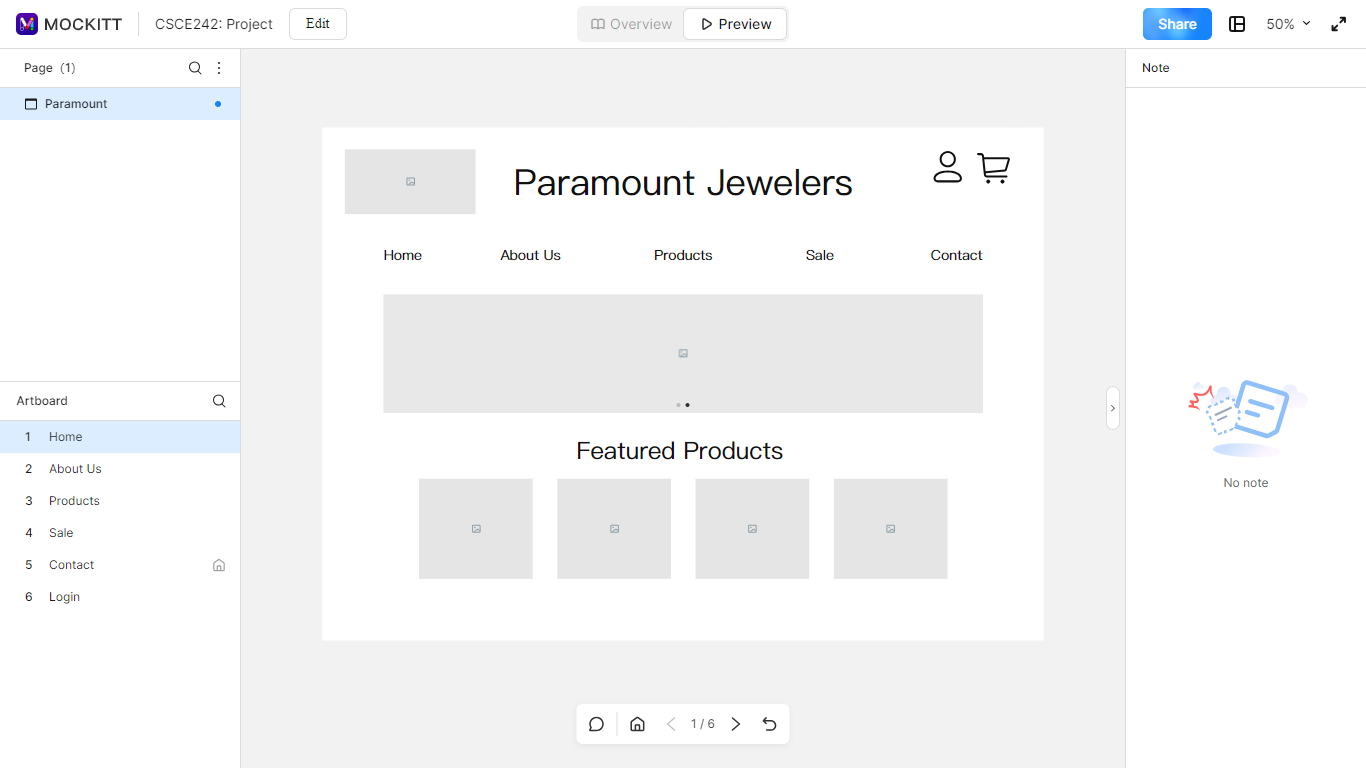 MOCKITT
CSCE242: Project
Edit
Overview
Preview
Share
50%
Page (1)
Paramount
Artboard
1 Home
2 About Us
3 Products
4 Sale
5 Contact
6 Login
Paramount Jewelers
Home About Us Products Sale Contact
Featured Products
1 / 6
Note
No note